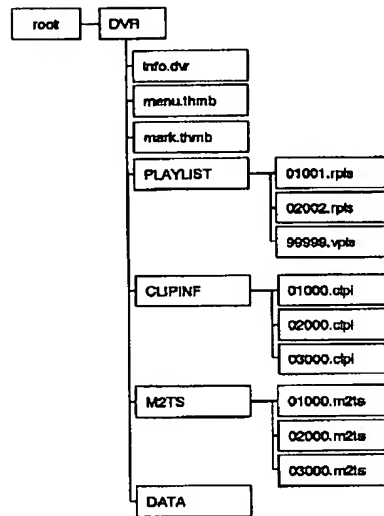 root DVR
info.dvr
menu.thmb
mark.thmb
PLAYLIST 01001.rpls
02002.rpls
99999.vpls
CLIPINF 01000.clpi
02000.clpi
03000.clpi
M2TS 01000.m2ts
02000.m2ts
03000.m2ts
DATA